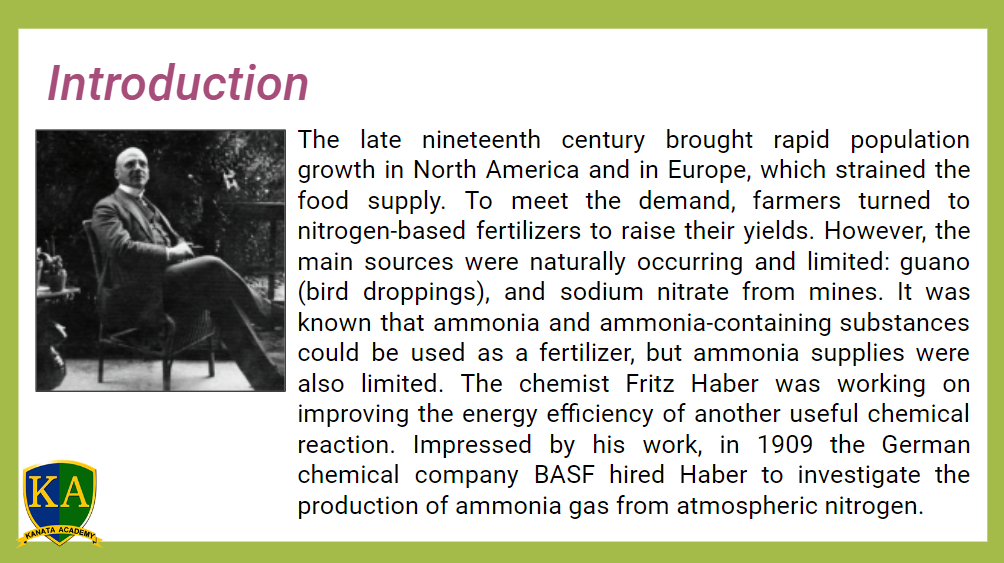 Introduction
The late nineteenth century brought rapid population
growth in North America and in Europe, which strained the
food supply. To meet the demand, farmers turned to
nitrogen-based fertilizers to raise their yields. However, the
main sources were naturally occurring and limited: guano
(bird droppings), and sodium nitrate from mines. It was
known that ammonia and ammonia-containing substances
could be used as a fertilizer, but ammonia supplies were
also limited. The chemist Fritz Haber was working on
improving the energy efficiency of another useful chemical
reaction. Impressed by his work, in 1909 the German
chemical company BASF hired Haber to investigate the
production of ammonia gas from atmospheric nitrogen.
KA
KANATA ACADEMY